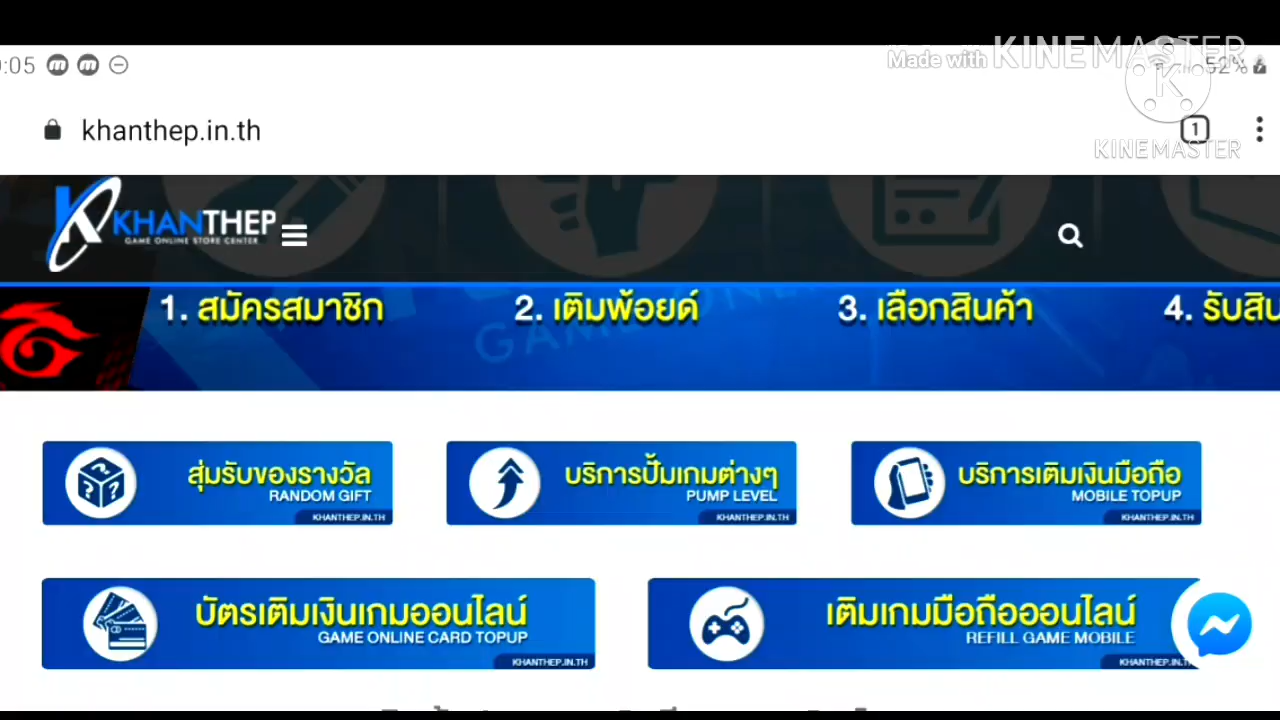 :05
Made with KINEMASTER
52%
khanthep.in.th
1
KINEMASTER
KHANTHEP
GAME ONLINE STORE CENTER
1. สมัครสมาชิก
2. เติมพ้อยด์
3. เลือกสินค้า
4. รับสิน
สุ่มรับของรางวัล
RANDOM GIFT
KHANTHEP.IN.TH
บริการปั้มเกมต่างๆ
PUMP LEVEL
KHANTHEP.IN.TH
บริการเติมเงินมือถือ
MOBILE TOPUP
KHANTHEP.IN.TH
บัตรเติมเงินเกมออนไลน์
GAME ONLINE CARD TOPUP
KHANTHEP.IN.TH
เติมเกมมือถือออนไลน์
REFILL GAME MOBILE
KHANTHEP.IN.T